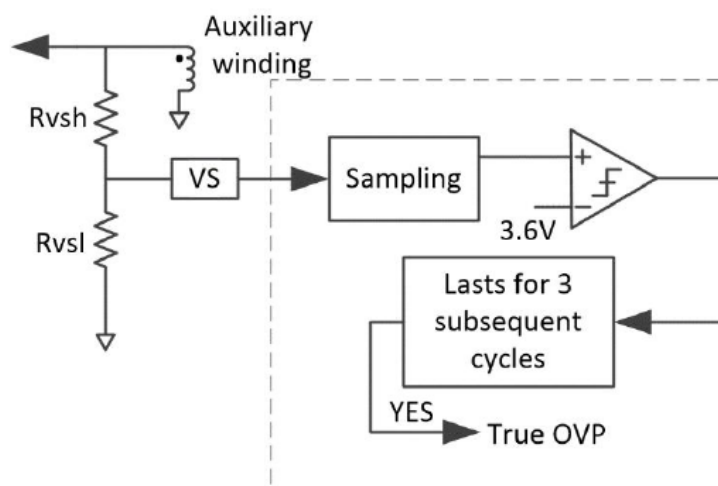 Auxiliary
winding
Rvsh
VS
Sampling
+
−
3.6V
Rvsl
Lasts for 3
subsequent
cycles
YES
True OVP